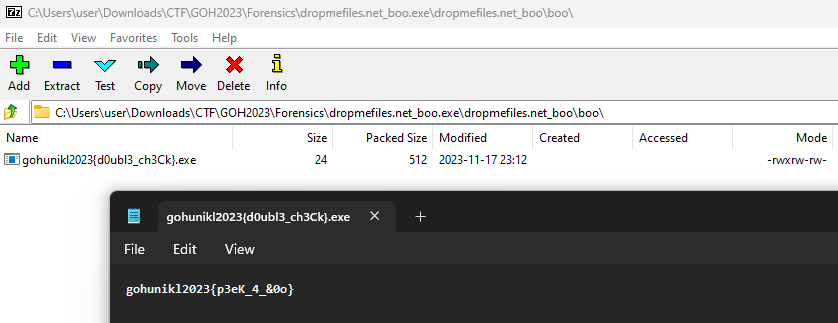 7z C:\Users\user\Downloads\CTF\GOH2023\Forensics\dropmefiles.net_boo.exe\dropmefiles.net_boo\boo\
File Edit View Favorites Tools Help
Add Extract Test Copy Move Delete Info
C:\Users\user\Downloads\CTF\GOH2023\Forensics\dropmefiles.net_boo.exe\dropmefiles.net_boo\boo\
Name Size Packed Size Modified Created Accessed Mode
gohunikl2023{d0ubl3_ch3Ck}.exe 24 512 2023-11-17 23:12 -rwxrw-rw-
gohunikl2023{d0ubl3_ch3Ck}.exe
File Edit View
gohunikl2023{p3eK_4_&0o}